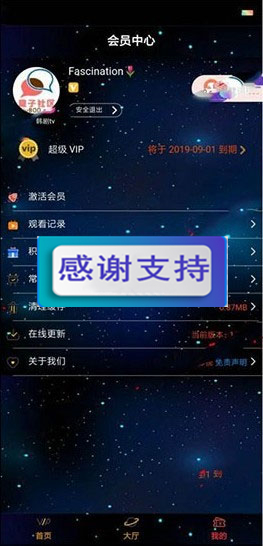 会员中心
Fascination
V
安全退出
韩剧tv
vip
超级 VIP
将于 2019-09-01 到期
激活会员
观看记录
积
感谢支持
常
清理缓存
在线更新
当前版本:
关于我们
免责声明
首页
大厅
我的